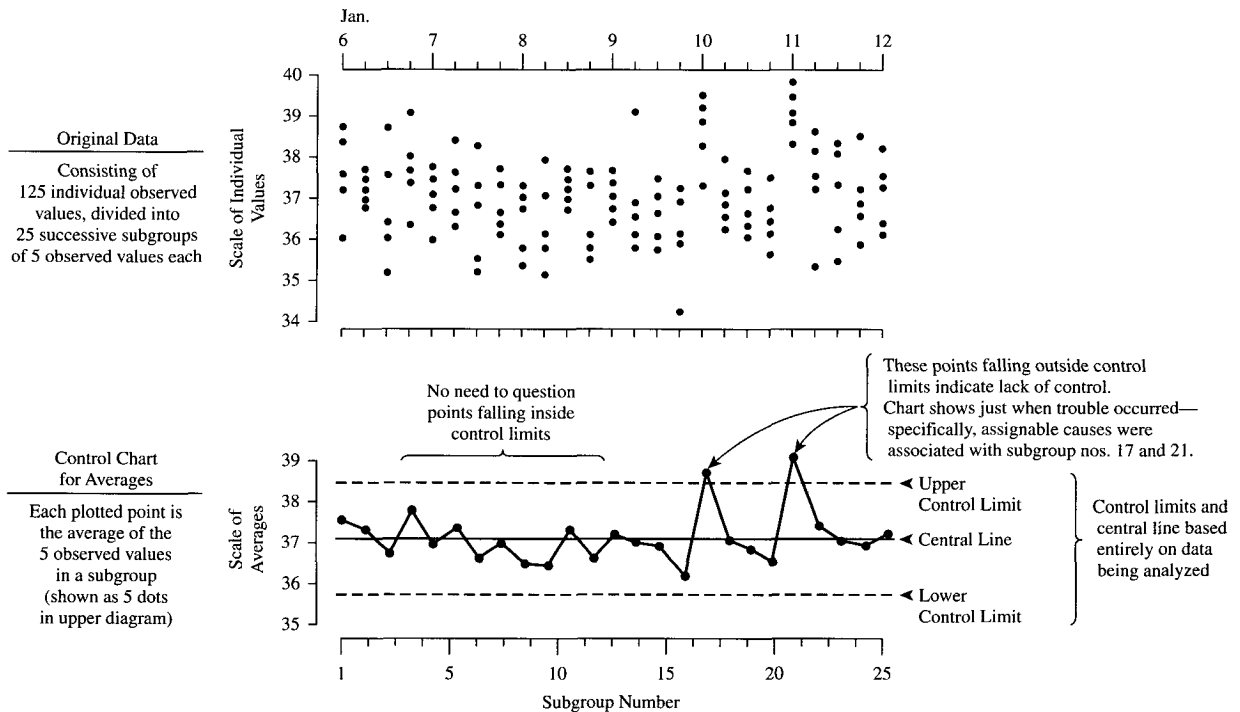 Jan.
6 7 8 9 10 11 12
Original Data
Consisting of
125 individual observed
values, divided into
25 successive subgroups
of 5 observed values each
Scale of Individual
Values
40
39
38
37
36
35
34
No need to question
points falling inside
control limits
These points falling outside control
limits indicate lack of control.
Chart shows just when trouble occurred—
specifically, assignable causes were
associated with subgroup nos. 17 and 21.
Control Chart
for Averages
Each plotted point is
the average of the
5 observed values
in a subgroup
(shown as 5 dots
in upper diagram)
Scale of
Averages
39
38
37
36
35
Upper
Control Limit
Central Line
Lower
Control Limit
Control limits and
central line based
entirely on data
being analyzed
1 5 10 15 20 25
Subgroup Number